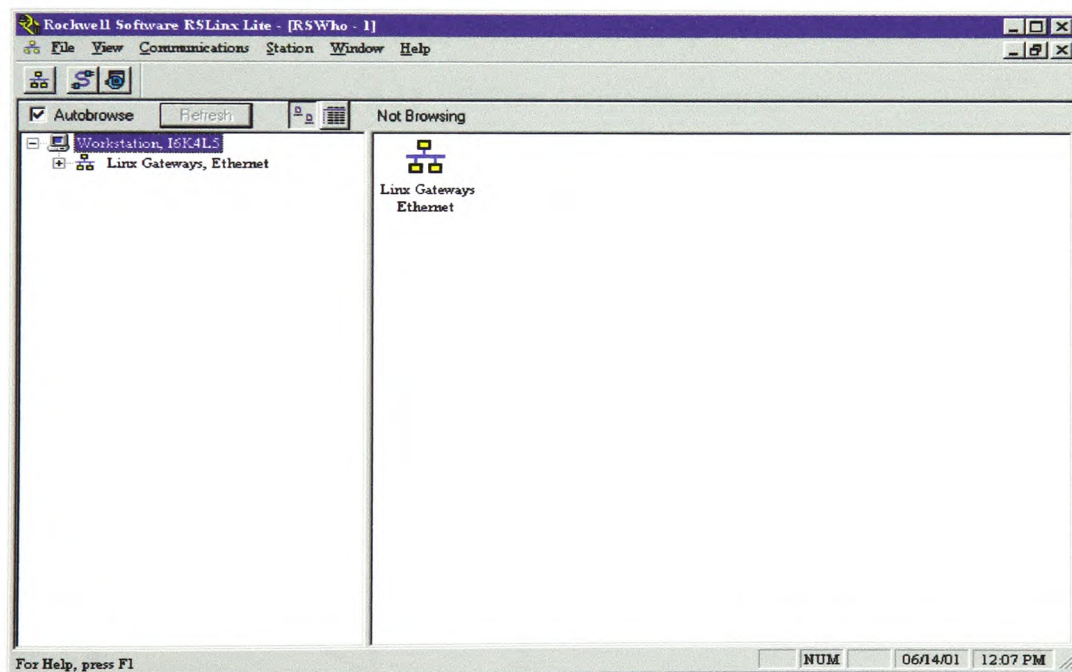 Rockwell Software RSLinx Lite - [RSWho - 1]
File View Communications Station Window Help
Autobrowse Refresh Not Browsing
Workstation, I6K4L5
Linx Gateways, Ethernet
Linx Gateways
Ethernet
For Help, press F1 NUM 06/14/01 12:07 PM